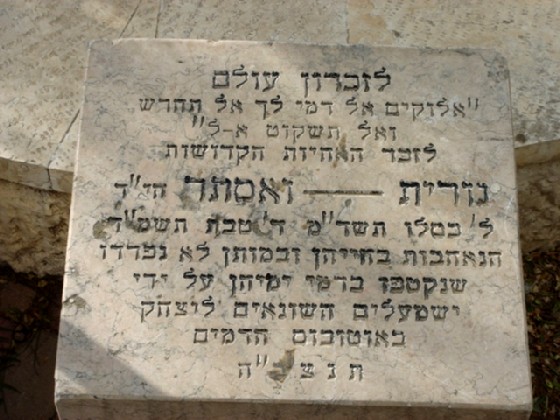 לזכרון עולם
"אלוקים אל דמי לך אל תחרש
ואל תשקוט א-ל"
לזכר האחיות הקדושות
נורית — ואסתר הי"ד
ל' כסלו תשד"מ ד' טבת תשמ"ד
הנאהבות בחייהן ובמותן לא נפרדו
שנקטפו בדמי ימיהן על ידי
ישמעלים השונאים ליצחק
באוטובוס הדמים
ת נ צ ב "ה